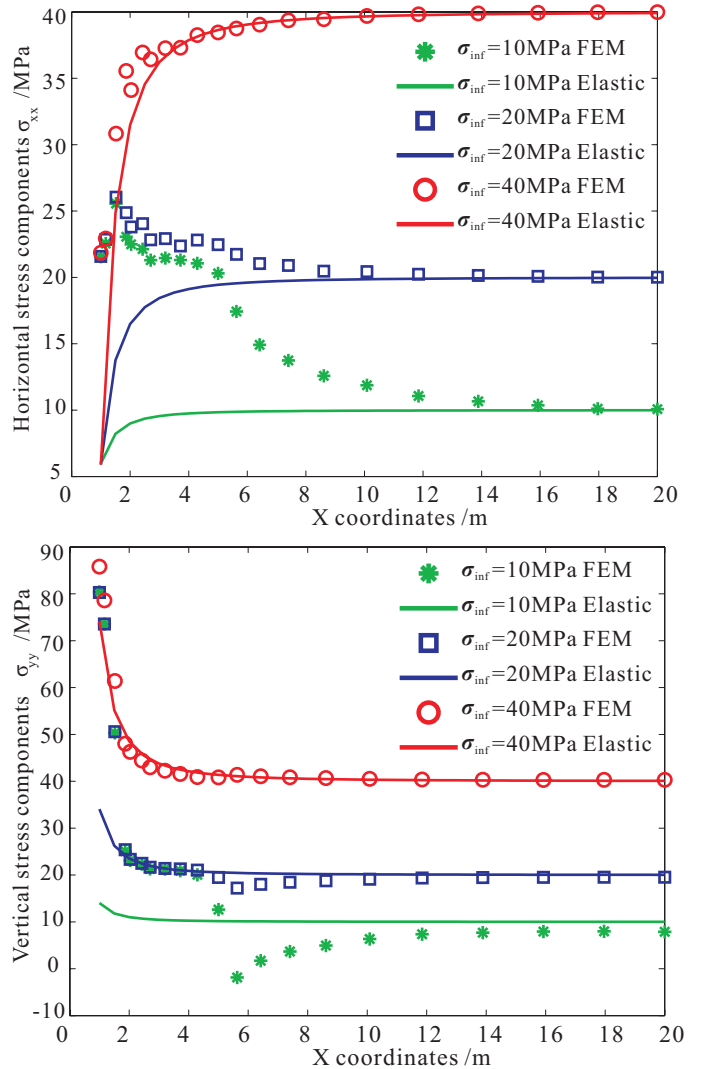 40
35
30
25
20
15
10
5
Horizontal stress components σxx /MPa
σinf=10MPa FEM
σinf=10MPa Elastic
σinf=20MPa FEM
σinf=20MPa Elastic
σinf=40MPa FEM
σinf=40MPa Elastic
0 2 4 6 8 10 12 14 16 18 20
X coordinates /m
90
80
70
60
50
40
30
20
10
0
-10
Vertical stress components σyy /MPa
σinf=10MPa FEM
σinf=10MPa Elastic
σinf=20MPa FEM
σinf=20MPa Elastic
σinf=40MPa FEM
σinf=40MPa Elastic
0 2 4 6 8 10 12 14 16 18 20
X coordinates /m